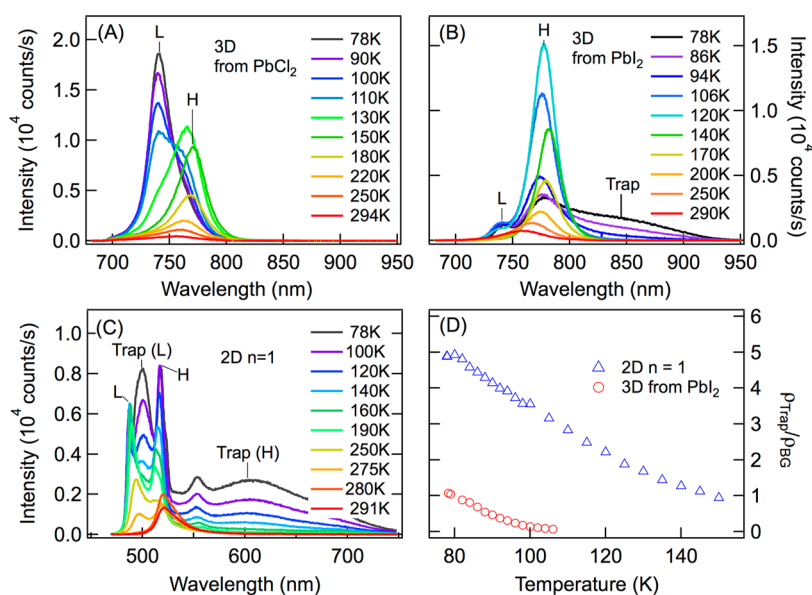 (A)
L
H
3D
from PbCl2
78K
90K
100K
110K
130K
150K
180K
220K
250K
294K
2.0
1.5
1.0
0.5
0.0
Intensity (10^4 counts/s)
700 750 800 850 900 950
Wavelength (nm)
(B)
H
L
Trap
3D
from PbI2
78K
86K
94K
106K
120K
140K
170K
200K
250K
290K
1.5
1.0
0.5
0.0
Intensity (10^4 counts/s)
700 750 800 850 900 950
Wavelength (nm)
(C)
Trap (L)
L
H
Trap (H)
2D n=1
78K
100K
120K
140K
160K
190K
250K
275K
280K
291K
1.0
0.8
0.6
0.4
0.2
0.0
Intensity (10^4 counts/s)
500 600 700
Wavelength (nm)
(D)
2D n = 1
3D from PbI2
6
5
4
3
2
1
0
ρTrap/ρBG
80 100 120 140
Temperature (K)